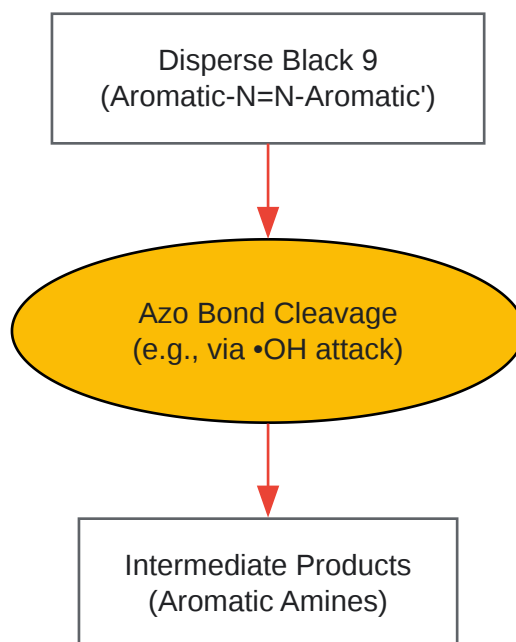 Disperse Black 9
(Aromatic-N=N-Aromatic')
Azo Bond Cleavage
(e.g., via •OH attack)
Intermediate Products
(Aromatic Amines)